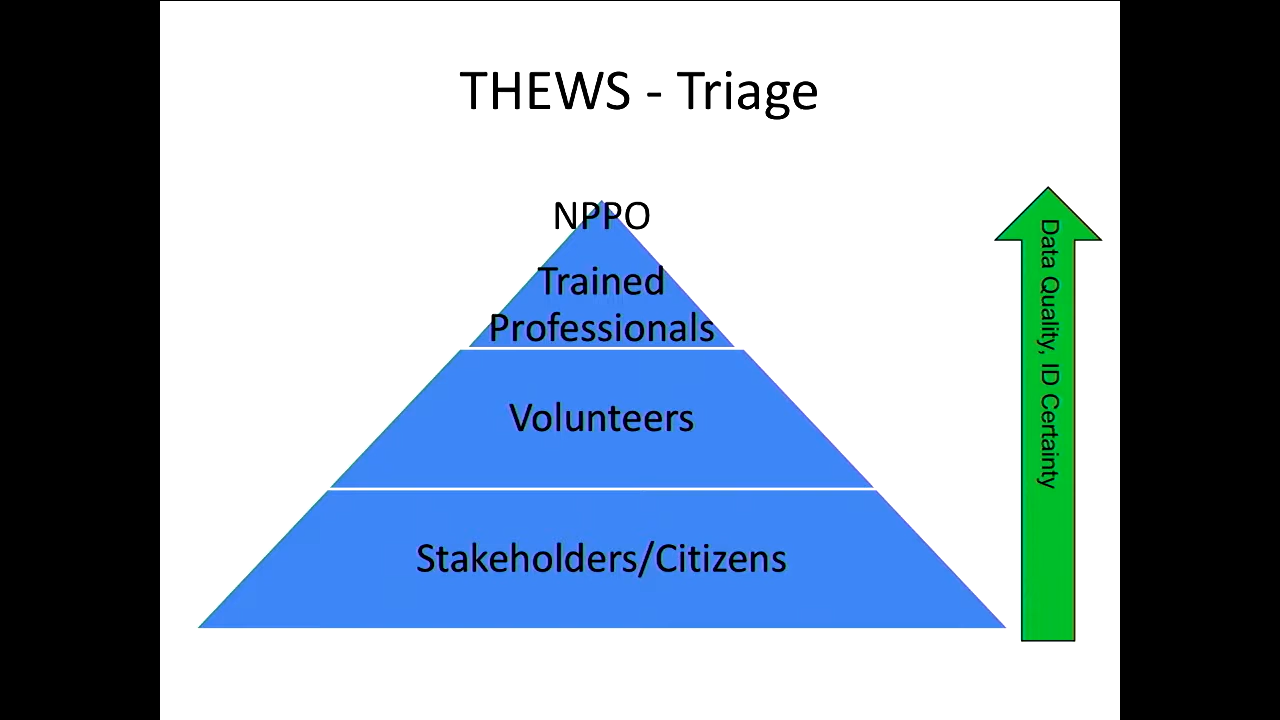 THEWS - Triage
NPPO
Trained
Professionals
Volunteers
Stakeholders/Citizens
Data Quality, ID Certainty